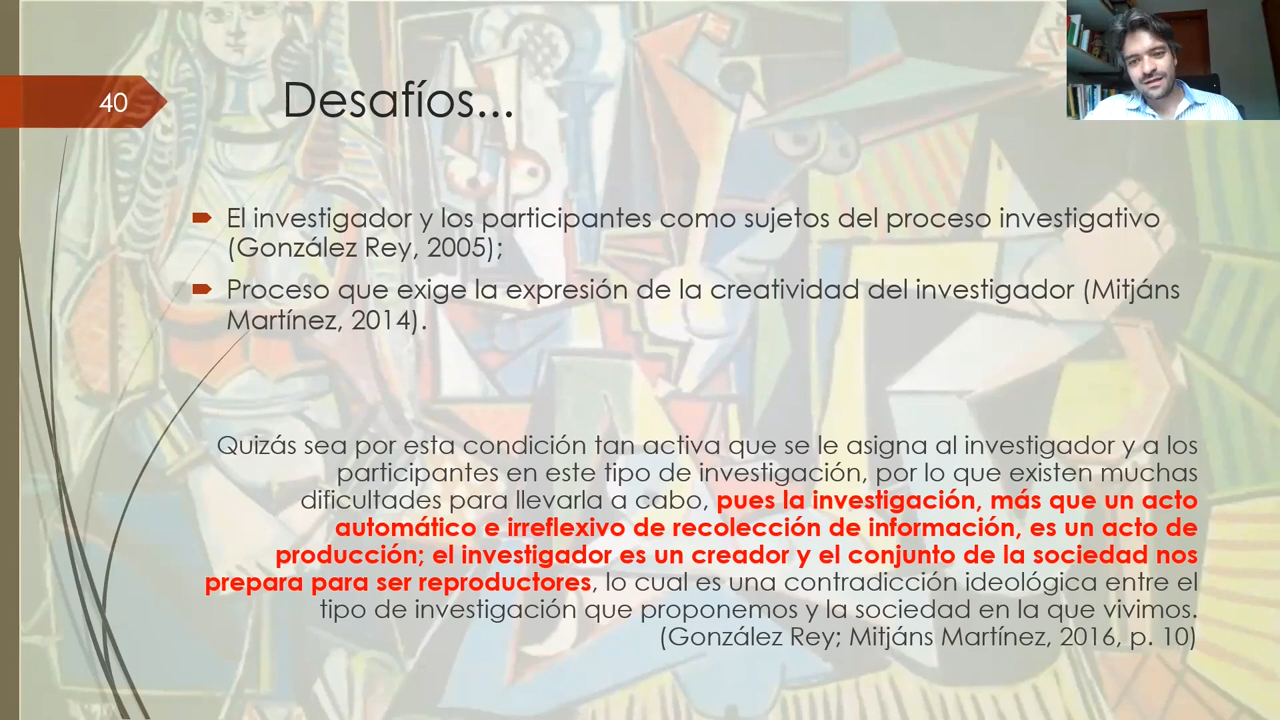 40
Desafíos...
El investigador y los participantes como sujetos del proceso investigativo
(González Rey, 2005);
Proceso que exige la expresión de la creatividad del investigador (Mitjáns
Martínez, 2014).
Quizás sea por esta condición tan activa que se le asigna al investigador y a los
participantes en este tipo de investigación, por lo que existen muchas
dificultades para llevarla a cabo, pues la investigación, más que un acto
automático e irreflexivo de recolección de información, es un acto de
producción; el investigador es un creador y el conjunto de la sociedad nos
prepara para ser reproductores, lo cual es una contradicción ideológica entre el
tipo de investigación que proponemos y la sociedad en la que vivimos.
(González Rey; Mitjáns Martínez, 2016, p. 10)